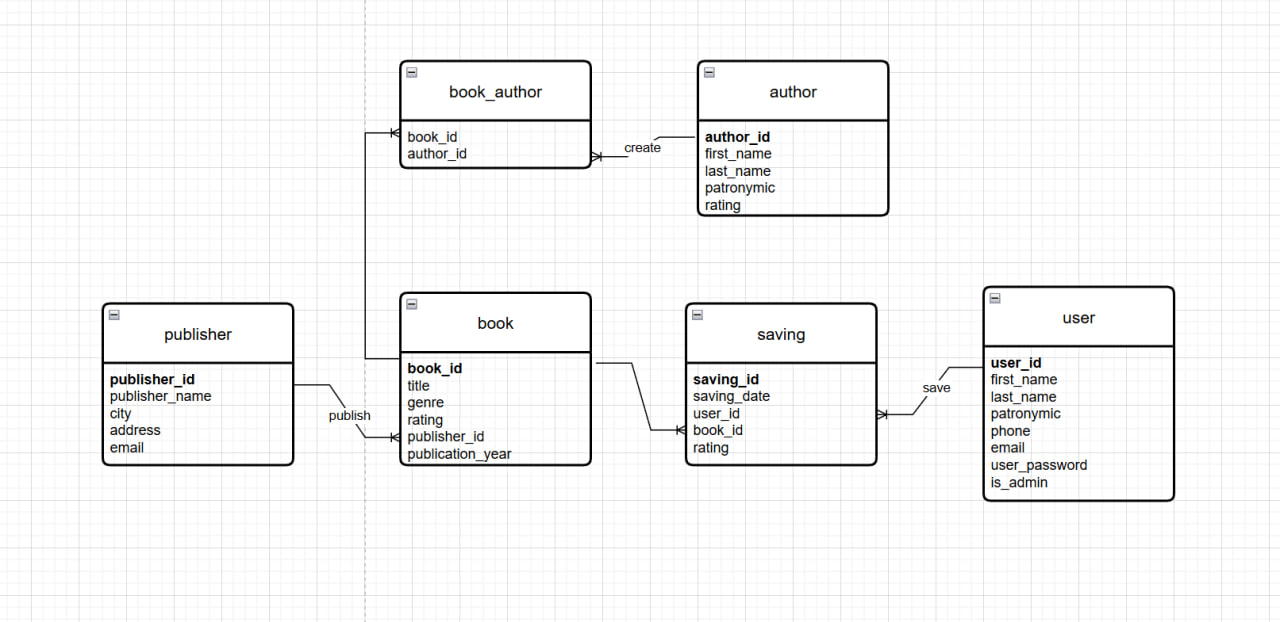 book_author
book_id
author_id
create
author
author_id
first_name
last_name
patronymic
rating
publisher
publisher_id
publisher_name
city
address
email
publish
book
book_id
title
genre
rating
publisher_id
publication_year
saving
saving_id
saving_date
user_id
book_id
rating
save
user
user_id
first_name
last_name
patronymic
phone
email
user_password
is_admin